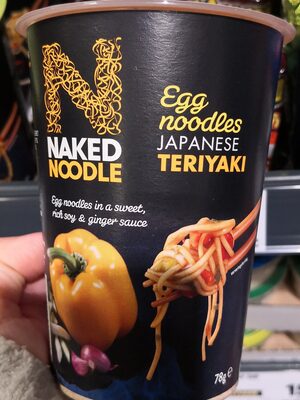 NAKED
NOODLE
Egg
noodles
JAPANESE
TERIYAKI
Egg noodles in a sweet,
rich soy & ginger sauce
78g e